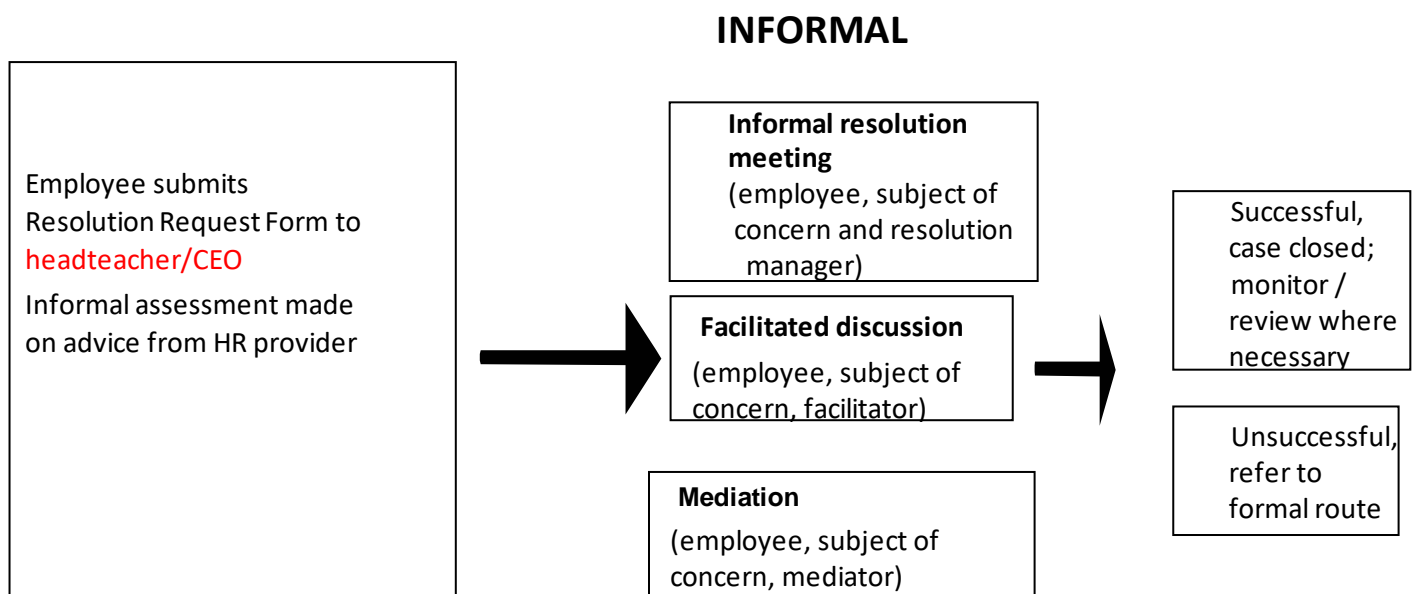 INFORMAL
Employee submits
Resolution Request Form to
headteacher/CEO
Informal assessment made
on advice from HR provider
Informal resolution
meeting
(employee, subject of
concern and resolution
manager)
Facilitated discussion
(employee, subject of
concern, facilitator)
Mediation
(employee, subject of
concern, mediator)
Successful,
case closed;
monitor /
review where
necessary
Unsuccessful,
refer to
formal route